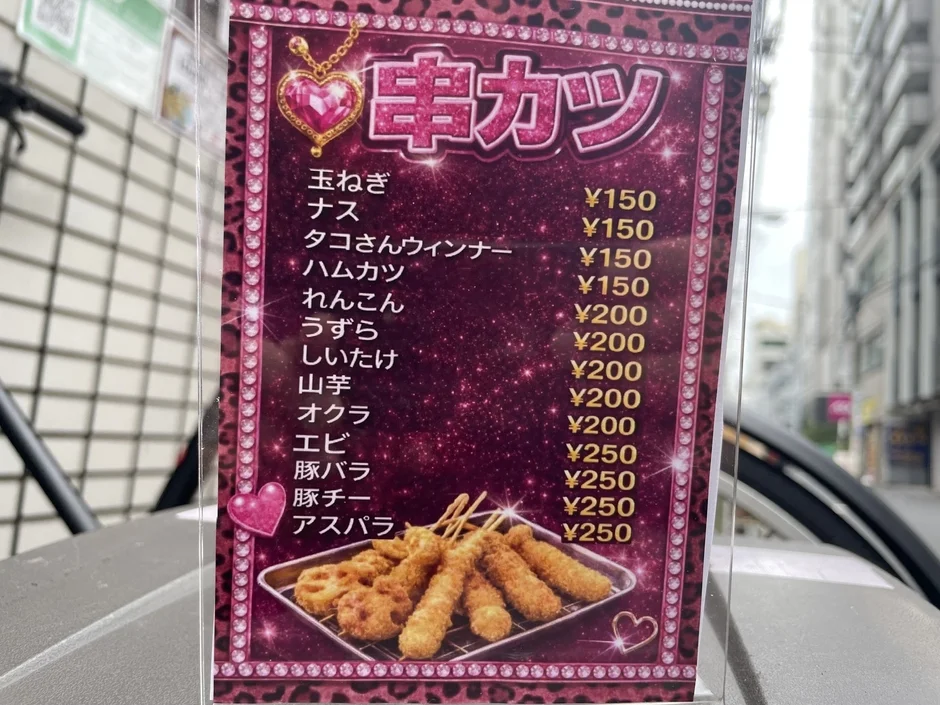 串カツ
玉ねぎ ¥150
ナス ¥150
タコさんウィンナー ¥150
ハムカツ ¥150
れんこん ¥200
うずら ¥200
しいたけ ¥200
山芋 ¥200
オクラ ¥200
エビ ¥250
豚バラ ¥250
豚チー ¥250
アスパラ ¥250